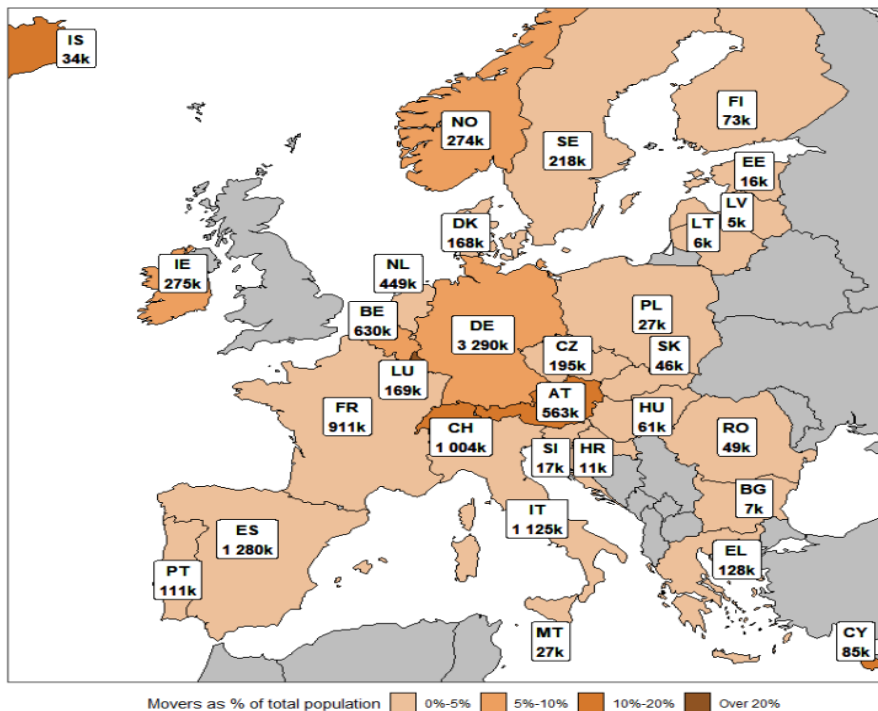 IS
34k
NO
274k
SE
218k
FI
73k
EE
16k
LV
5k
LT
6k
DK
168k
IE
275k
NL
449k
BE
630k
DE
3 290k
PL
27k
CZ
195k
SK
46k
LU
169k
AT
563k
FR
911k
CH
1 004k
HU
61k
RO
49k
SI
17k
HR
11k
BG
7k
IT
1 125k
ES
1 280k
PT
111k
EL
128k
MT
27k
CY
85k
Movers as % of total population 0%-5% 5%-10% 10%-20% Over 20%